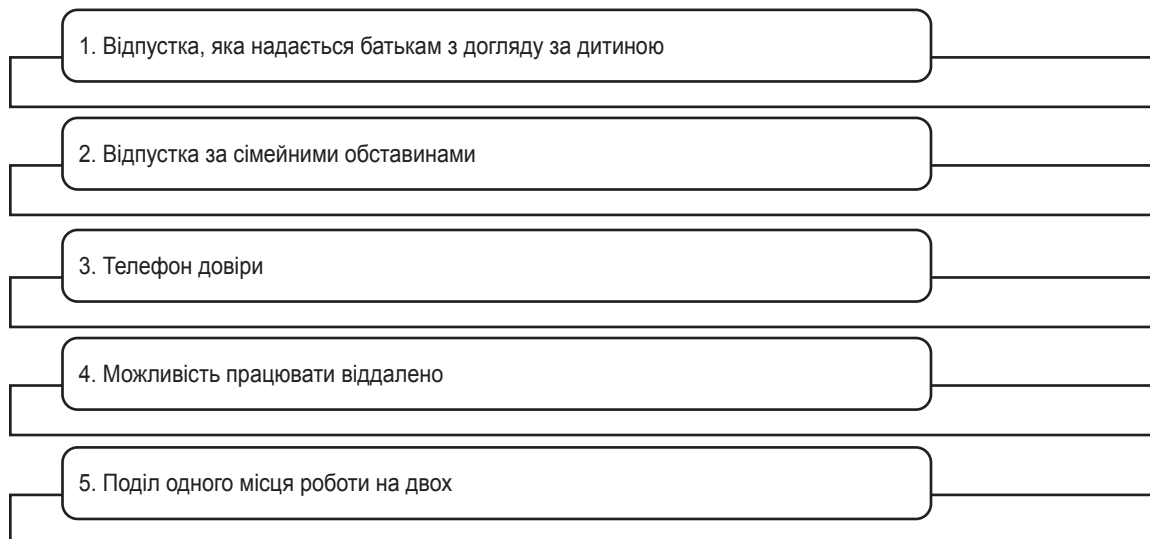 1. Відпустка, яка надається батькам з догляду за дитиною
2. Відпустка за сімейними обставинами
3. Телефон довіри
4. Можливість працювати віддалено
5. Поділ одного місця роботи на двох